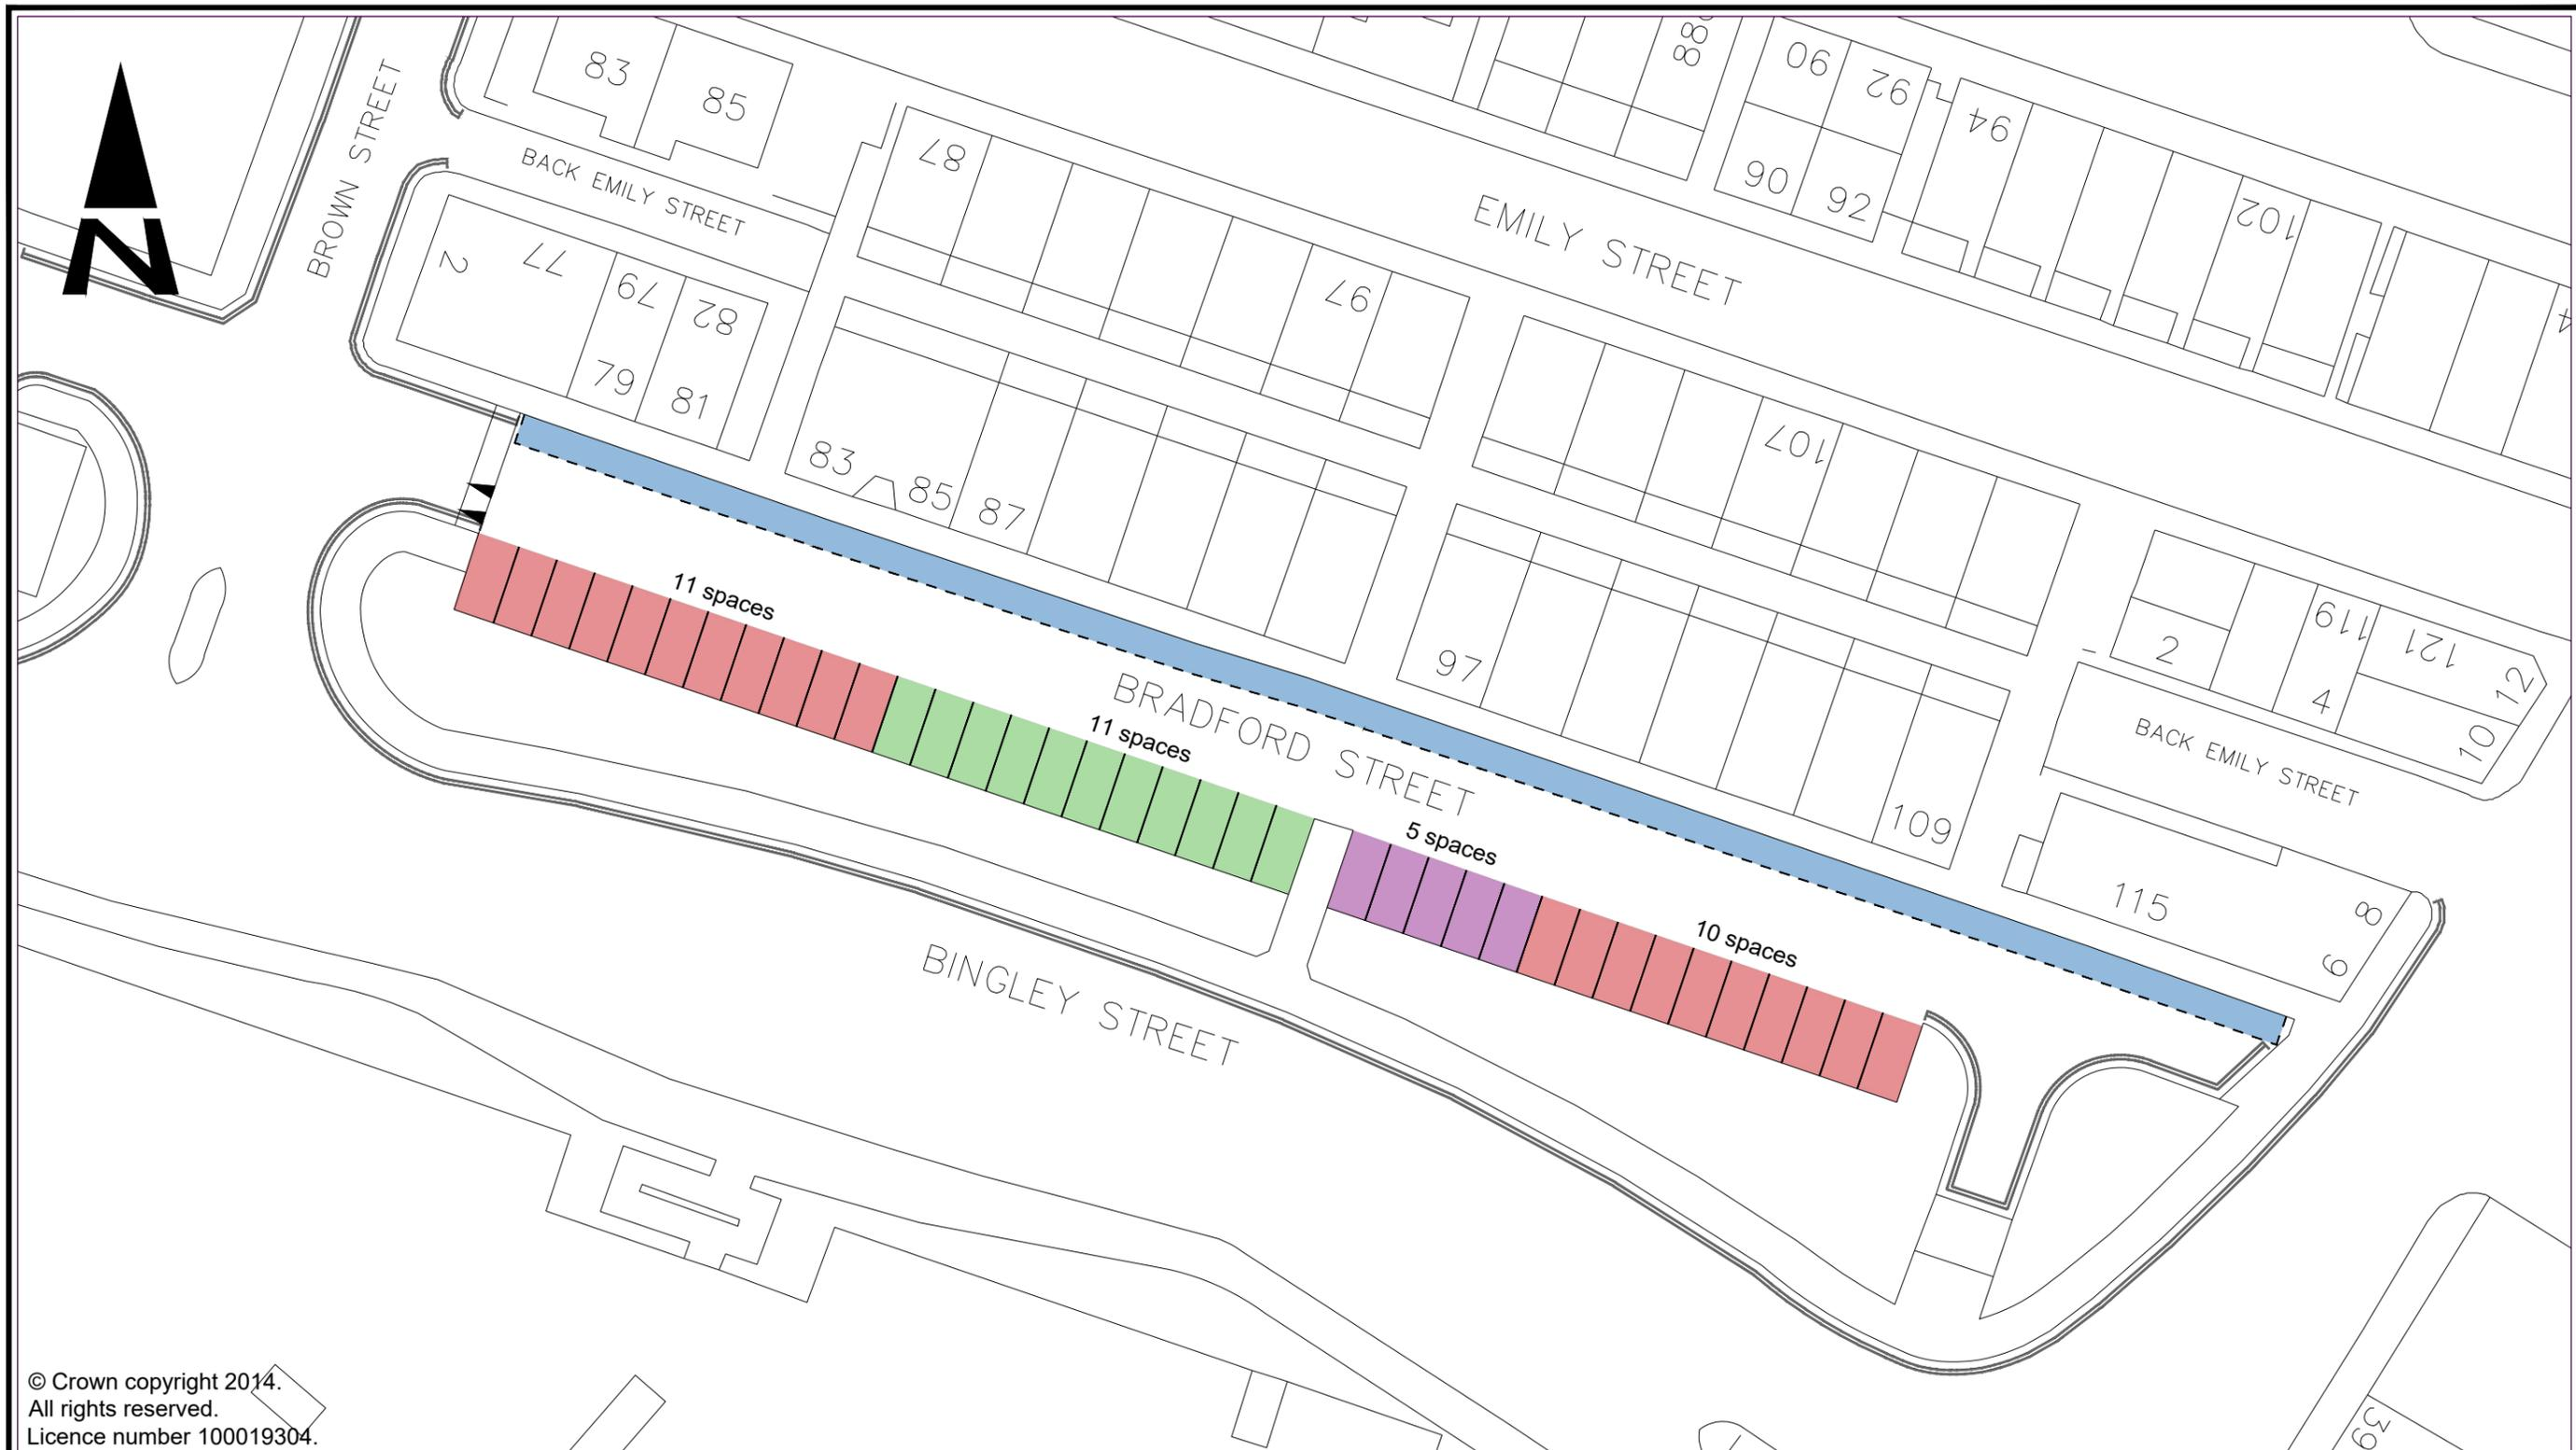 N
83
85
87
88
90
92
94
90
92
102
BROWN STREET
BACK EMILY STREET
EMILY STREET
2
77
79
82
79
81
97
83
85
87
107
11 spaces
97
2
119
121
12
4
10
BRADFORD STREET
11 spaces
BACK EMILY STREET
109
5 spaces
10 spaces
115
8
6
BINGLEY STREET
© Crown copyright 2014.
All rights reserved.
Licence number 100019304.
39